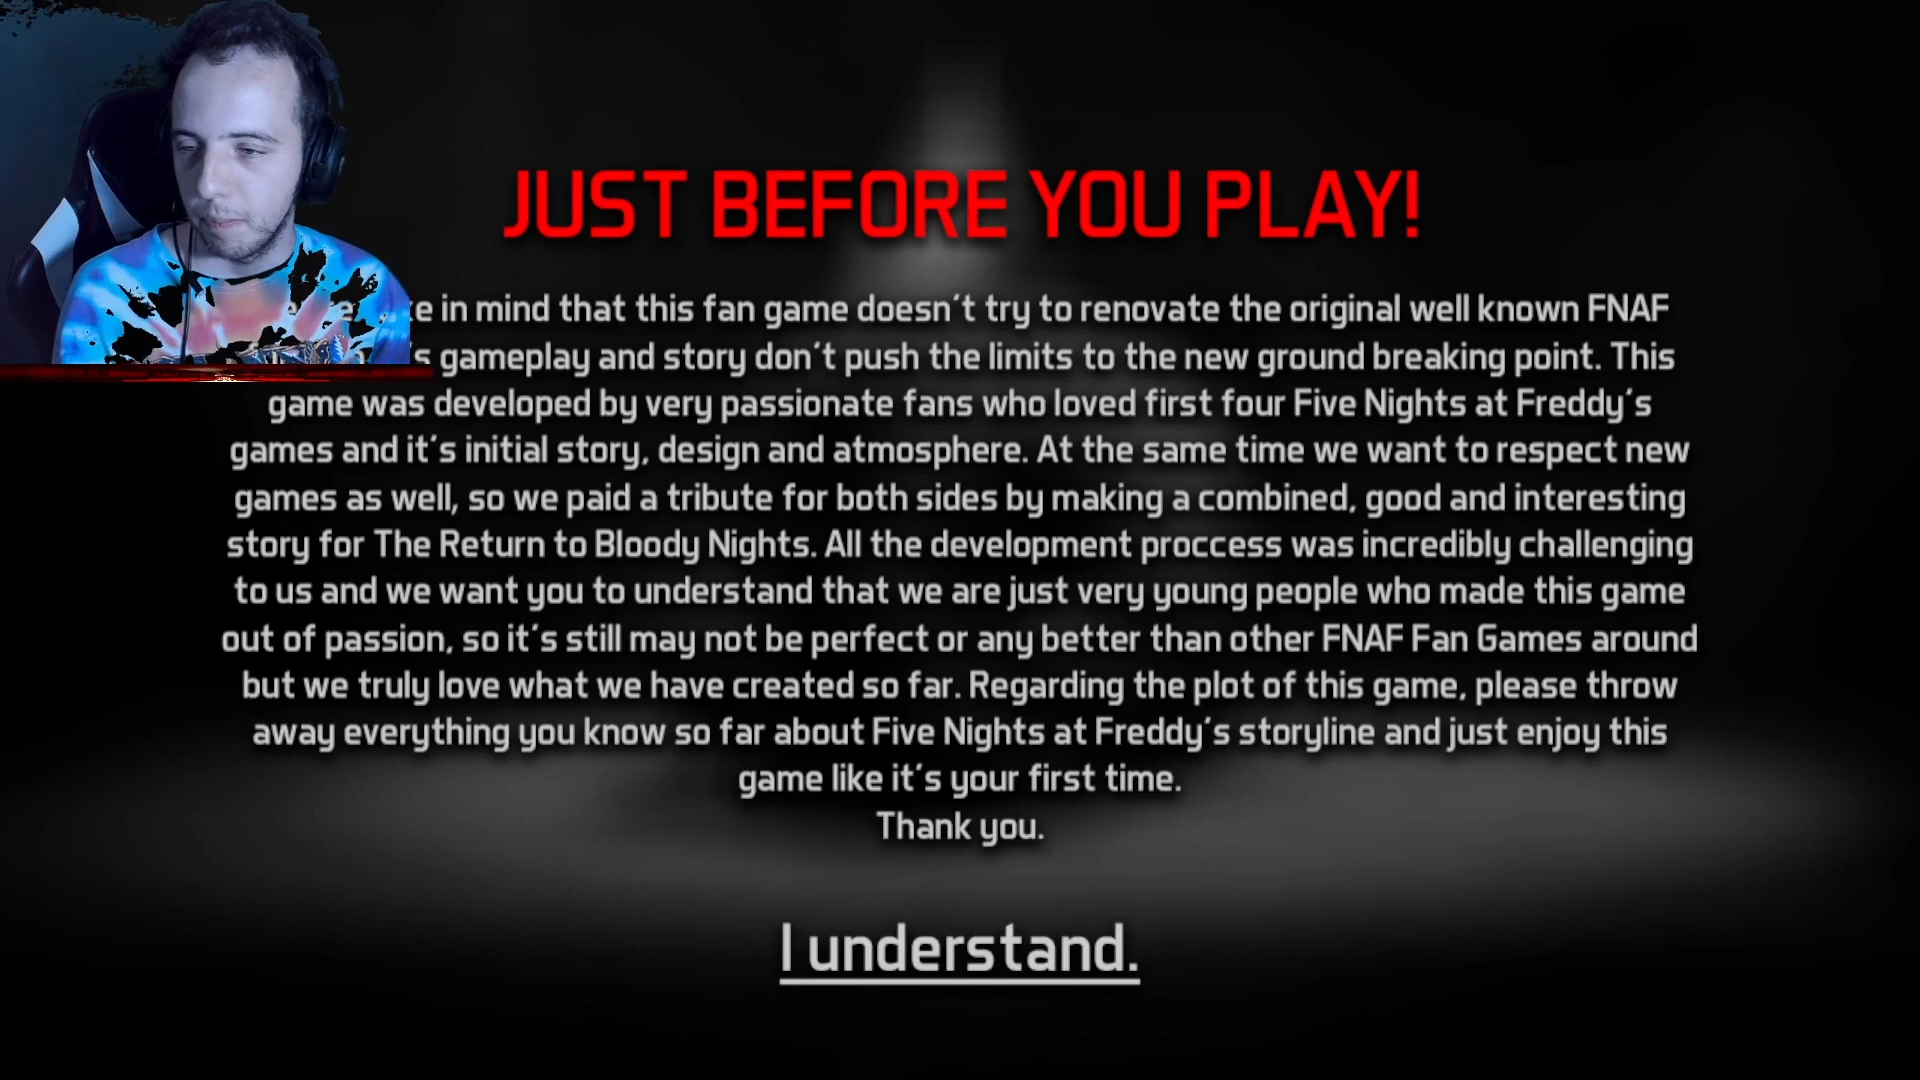 JUST BEFORE YOU PLAY!
in mind that this fan game doesn't try to renovate the original well known FNAF
gameplay and story don't push the limits to the new ground breaking point. This
game was developed by very passionate fans who loved first four Five Nights at Freddy's
games and it's initial story, design and atmosphere. At the same time we want to respect new
games as well, so we paid a tribute for both sides by making a combined, good and interesting
story for The Return to Bloody Nights. All the development proccess was incredibly challenging
to us and we want you to understand that we are just very young people who made this game
out of passion, so it's still may not be perfect or any better than other FNAF Fan Games around
but we truly love what we have created so far. Regarding the plot of this game, please throw
away everything you know so far about Five Nights at Freddy's storyline and just enjoy this
game like it's your first time.
Thank you.
I understand.